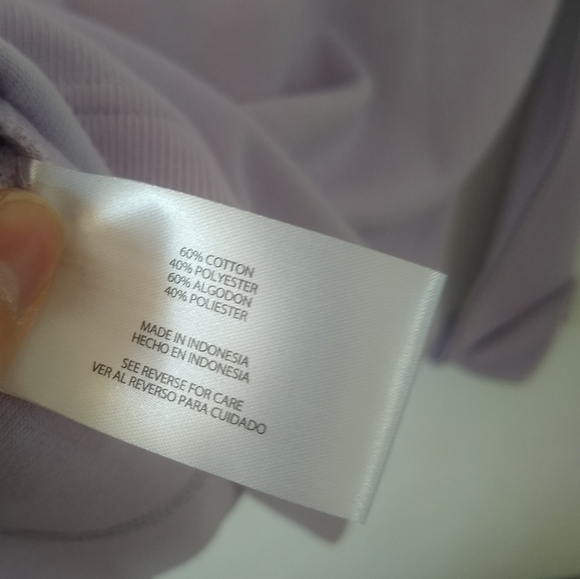 60% COTTON
40% POLYESTER
60% ALGODON
40% POLIESTER
MADE IN INDONESIA
HECHO EN INDONESIA
SEE REVERSE FOR CARE
VER AL REVERSO PARA CUIDADO